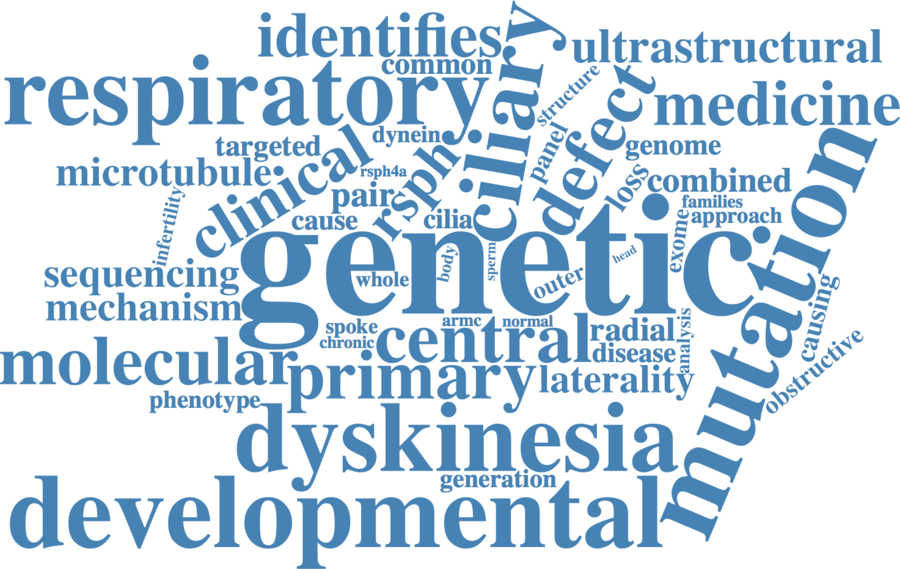 identifies
ultrastructural
common
respiratory
ciliary
structure
defect
medicine
dynein
targeted
clinical
panel
genome
mutation
microtubule
rsph4a
rsph
pair
loss
combined
families
infertility
cause
cilia
exome
approach
genetic
sequencing
whole
body
sperm
outer
head
mechanism
causing
spoke
armc
normal
radial
analysis
chronic
central
disease
molecular
primary
laterality
obstructive
phenotype
dyskinesia
generation
developmental